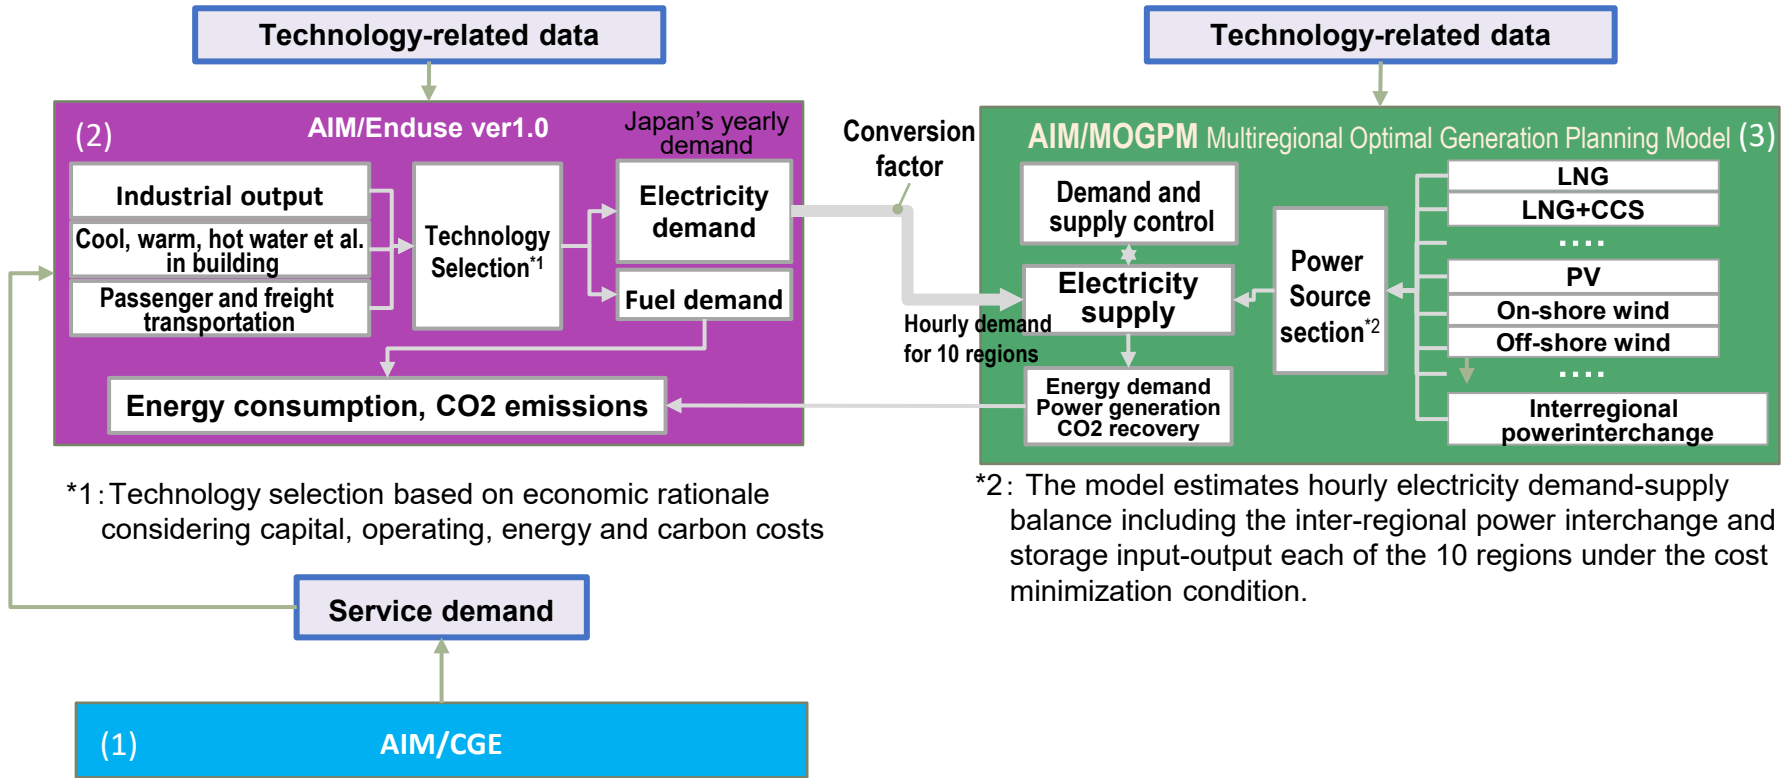 Technology-related data
Technology-related data
(2)
AIM/Enduse ver1.0
Japan's yearly
demand
Industrial output
Cool, warm, hot water et al.
in building
Passenger and freight
transportation
Technology
Selection*1
Electricity
demand
Fuel demand
Energy consumption, CO2 emissions
Conversion
factor
Hourly demand
for 10 regions
AIM/MOGPM Multiregional Optimal Generation Planning Model (3)
Demand and
supply control
Electricity
supply
Energy demand
Power generation
CO2 recovery
Power
Source
section*2
LNG
LNG+CCS
....
PV
On-shore wind
Off-shore wind
....
Interregional
powerinterchange
*1: Technology selection based on economic rationale
considering capital, operating, energy and carbon costs
*2: The model estimates hourly electricity demand-supply
balance including the inter-regional power interchange and
storage input-output each of the 10 regions under the cost
minimization condition.
Service demand
(1)
AIM/CGE